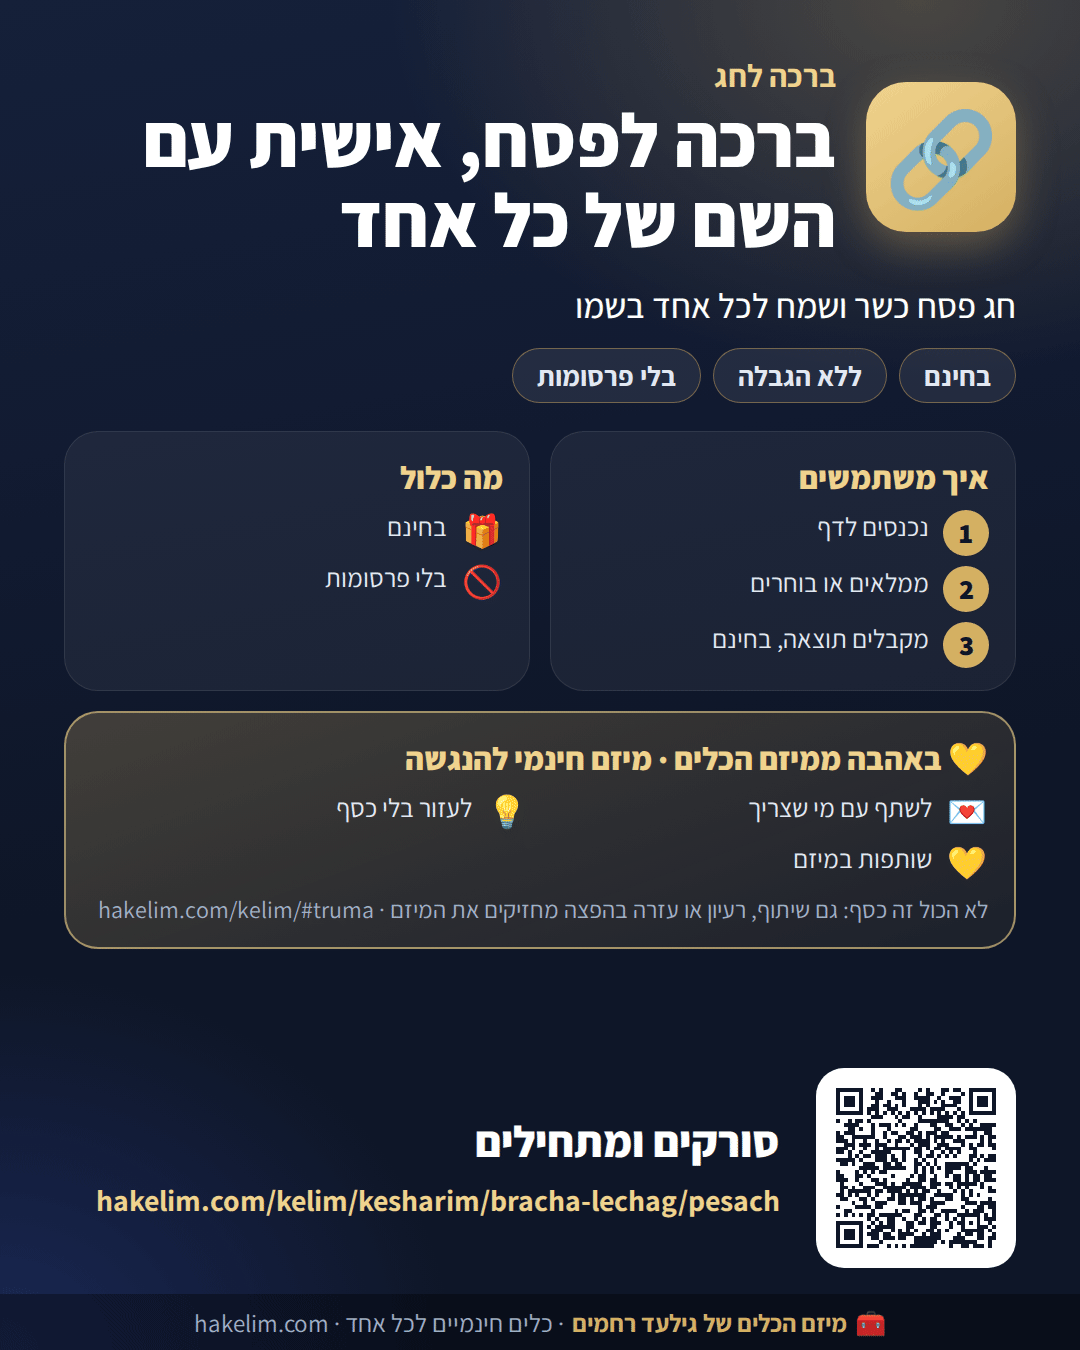 ברכה לחג
ברכה לפסח, אישית עם
השם של כל אחד
חג פסח כשר ושמח לכל אחד בשמו
בחינם
ללא הגבלה
בלי פרסומות
איך משתמשים
1 נכנסים לדף
2 ממלאים או בוחרים
3 מקבלים תוצאה, בחינם
מה כלול
בחינם
בלי פרסומות
באהבה ממיזם הכלים · מיזם חינמי להנגשה
לשתף עם מי שצריך
לעזור בלי כסף
שותפות במיזם
לא הכול זה כסף: גם שיתוף, רעיון או עזרה בהפצה מחזיקים את המיזם · hakelim.com/kelim/#truma
סורקים ומתחילים
hakelim.com/kelim/kesharim/bracha-lechag/pesach
מיזם הכלים של גילעד רחמים · כלים חינמיים לכל אחד · hakelim.com